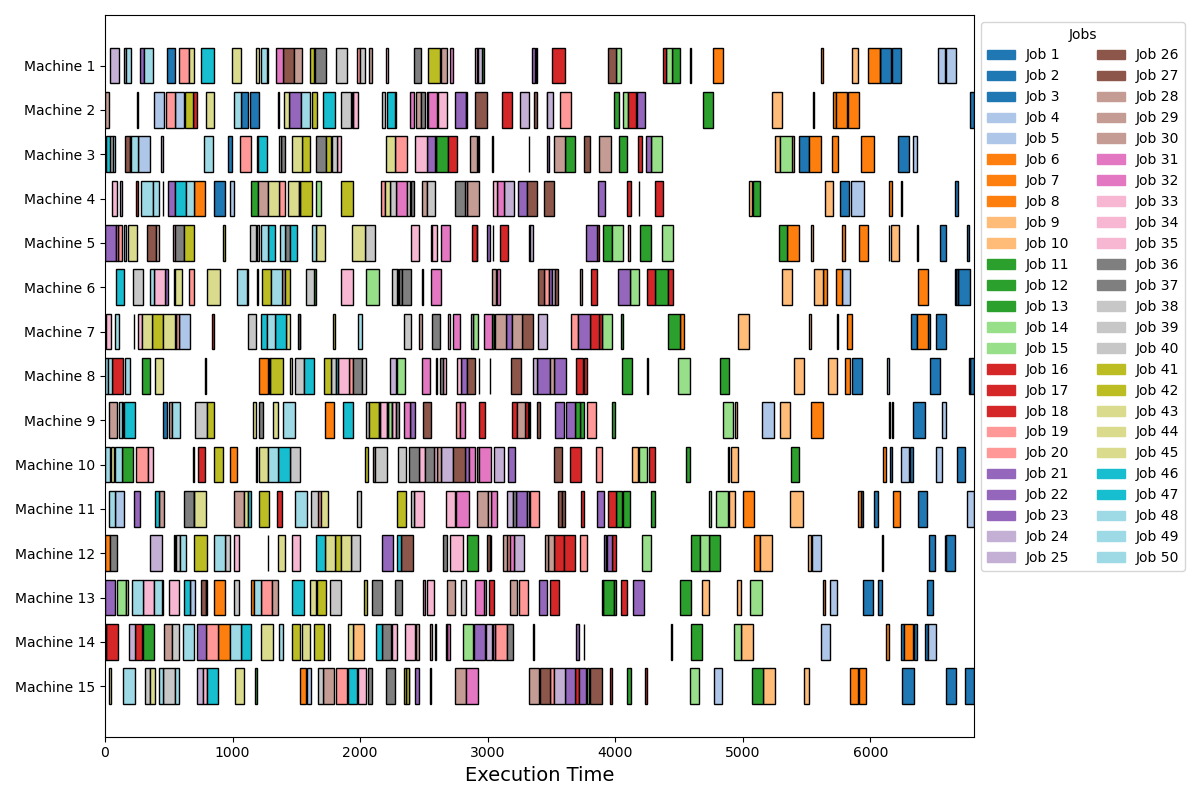 Machine 1
Machine 2
Machine 3
Machine 4
Machine 5
Machine 6
Machine 7
Machine 8
Machine 9
Machine 10
Machine 11
Machine 12
Machine 13
Machine 14
Machine 15
0 1000 2000 3000 4000 5000 6000
Execution Time
Jobs
Job 1 Job 26
Job 2 Job 27
Job 3 Job 28
Job 4 Job 29
Job 5 Job 30
Job 6 Job 31
Job 7 Job 32
Job 8 Job 33
Job 9 Job 34
Job 10 Job 35
Job 11 Job 36
Job 12 Job 37
Job 13 Job 38
Job 14 Job 39
Job 15 Job 40
Job 16 Job 41
Job 17 Job 42
Job 18 Job 43
Job 19 Job 44
Job 20 Job 45
Job 21 Job 46
Job 22 Job 47
Job 23 Job 48
Job 24 Job 49
Job 25 Job 50